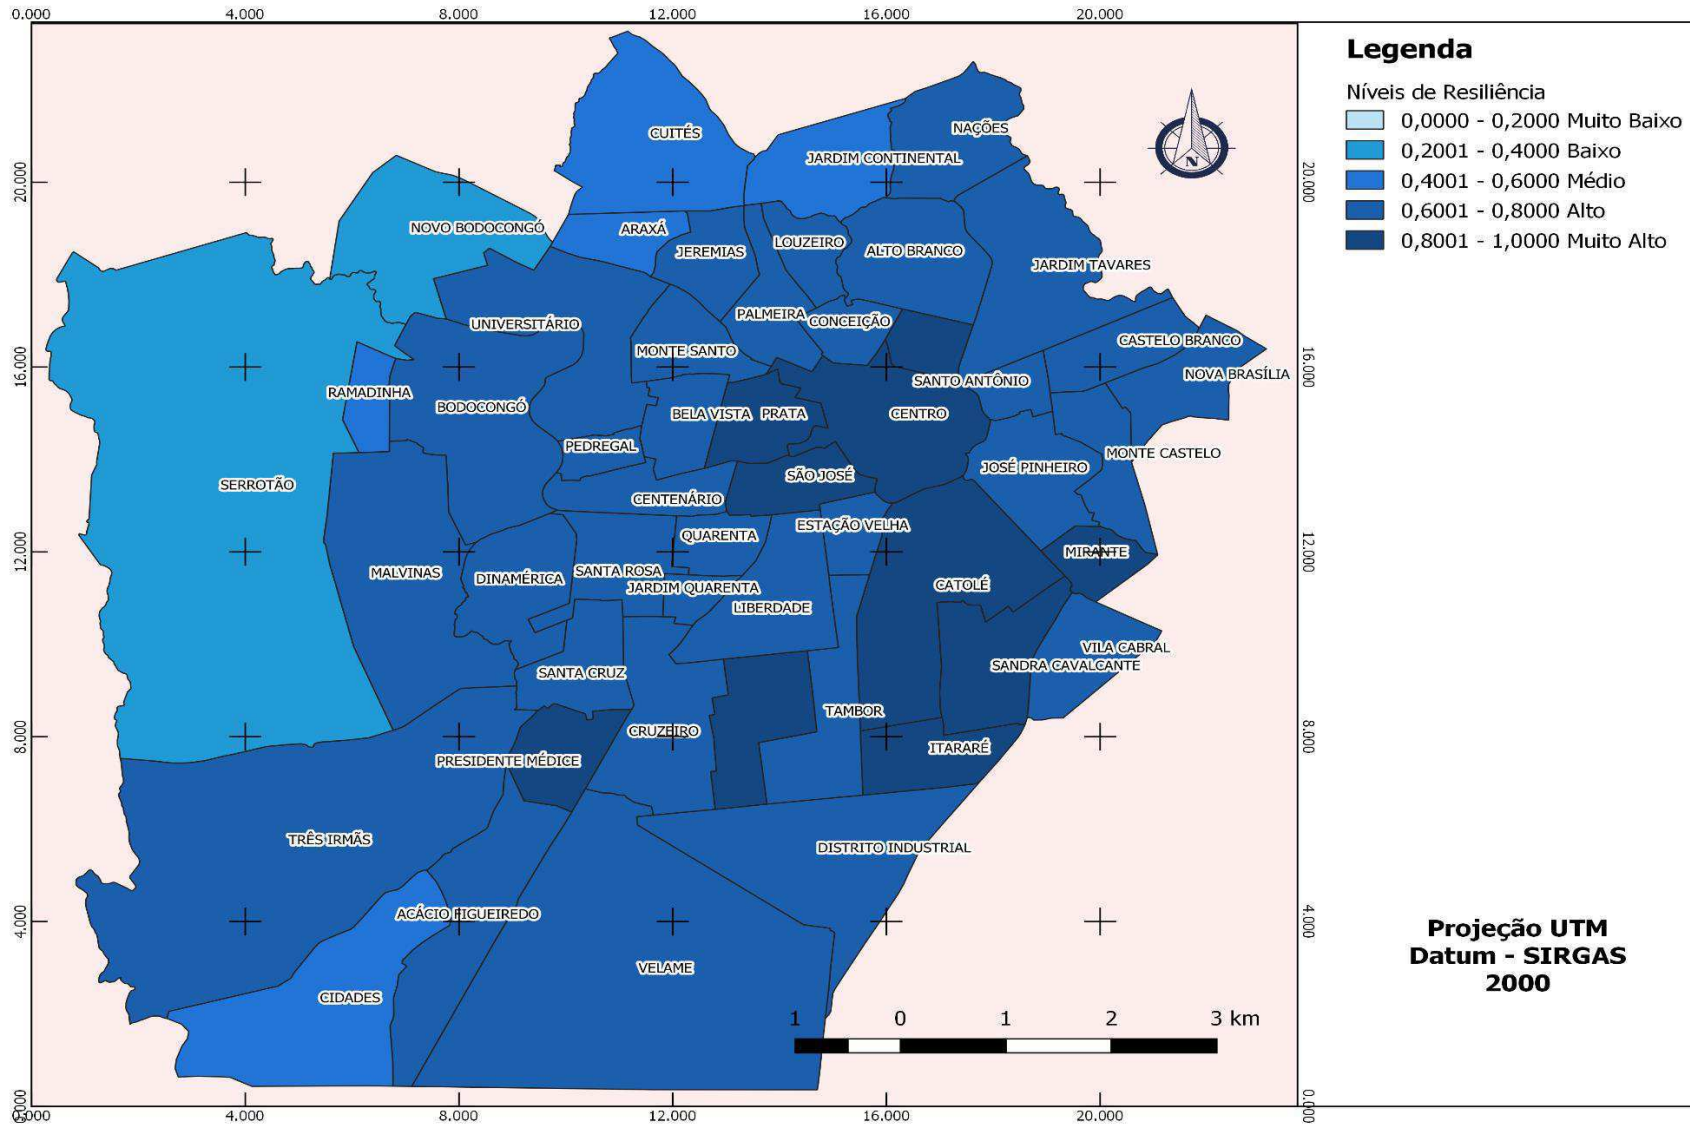 0.000
4.000
8.000
12.000
16.000
20.000
Legenda
Níveis de Resiliência
0,0000 - 0,2000 Muito Baixo
0,2001 - 0,4000 Baixo
0,4001 - 0,6000 Médio
0,6001 - 0,8000 Alto
0,8001 - 1,0000 Muito Alto
N
CUITÉS
NAÇÕES
JARDIM CONTINENTAL
20.000
20.000
NOVO BODOCONGÓ
ARAXÁ
JEREMIAS
LOUZEIRO
ALTO BRANCO
JARDIM TAVARES
UNIVERSITÁRIO
PALMEIRA
CONCEIÇÃO
MONTE SANTO
CASTELO BRANCO
16.000
16.000
NOVA BRASÍLIA
RAMADINHA
SANTO ANTÔNIO
BODOCONGÓ
BELA VISTA
PRATA
CENTRO
PEDREGAL
MONTE CASTELO
JOSÉ PINHEIRO
SÃO JOSÉ
SERROTÃO
CENTENÁRIO
ESTAÇÃO VELHA
QUARENTA
12.000
12.000
MIRANTE
MALVINAS
DINAMÉRICA
SANTA ROSA
JARDIM QUARENTA
CATOLÉ
LIBERDADE
VILA CABRAL
SANDRA CAVALCANTE
SANTA CRUZ
TAMBOR
8.000
8.000
CRUZEIRO
ITARARÉ
PRESIDENTE MÉDICE
TRÊS IRMÃS
DISTRITO INDUSTRIAL
4.000
4.000
ACÁCIO FIGUEIREDO
VELAME
CIDADES
Projeção UTM
Datum - SIRGAS
2000
1 0 1 2 3 km
0.000
0.000
0.000
4.000
8.000
12.000
16.000
20.000